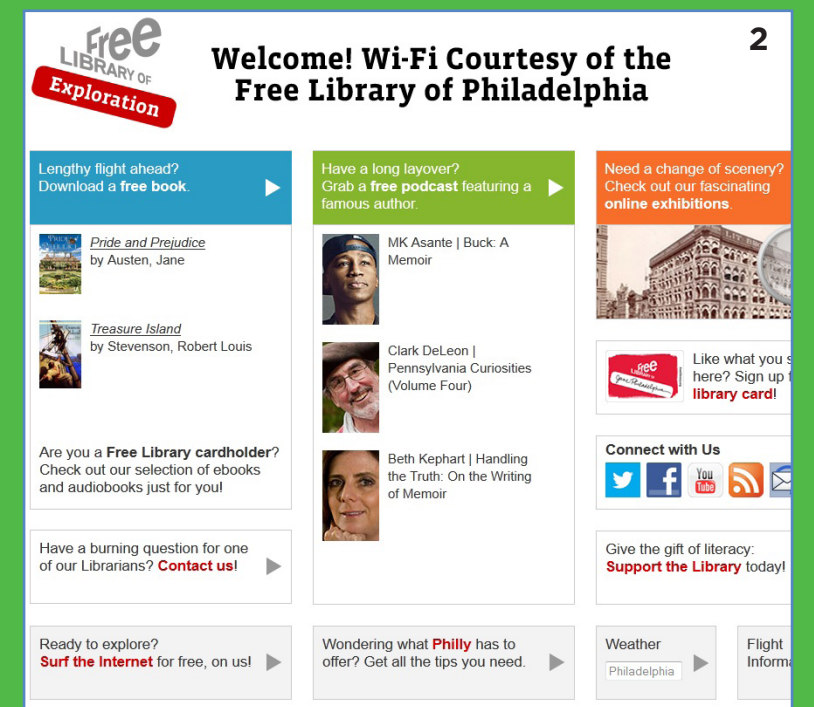 Free
LIBRARY OF
Exploration
Welcome! Wi-Fi Courtesy of the
Free Library of Philadelphia
2
Lengthy flight ahead?
Download a free book.
Pride and Prejudice
by Austen, Jane
Treasure Island
by Stevenson, Robert Louis
Are you a Free Library cardholder?
Check out our selection of ebooks
and audiobooks just for you!
Have a burning question for one
of our Librarians? Contact us!
Ready to explore?
Surf the Internet for free, on us!
Have a long layover?
Grab a free podcast featuring a
famous author.
MK Asante | Buck: A
Memoir
Clark DeLeon |
Pennsylvania Curiosities
(Volume Four)
Beth Kephart | Handling
the Truth: On the Writing
of Memoir
Wondering what Philly has to
offer? Get all the tips you need.
Need a change of scenery?
Check out our fascinating
online exhibitions.
Free
Like what you s
here? Sign up f
library card!
Connect with Us
You
Tube
Give the gift of literacy:
Support the Library today!
Weather
Philadelphia
Flight
Informa